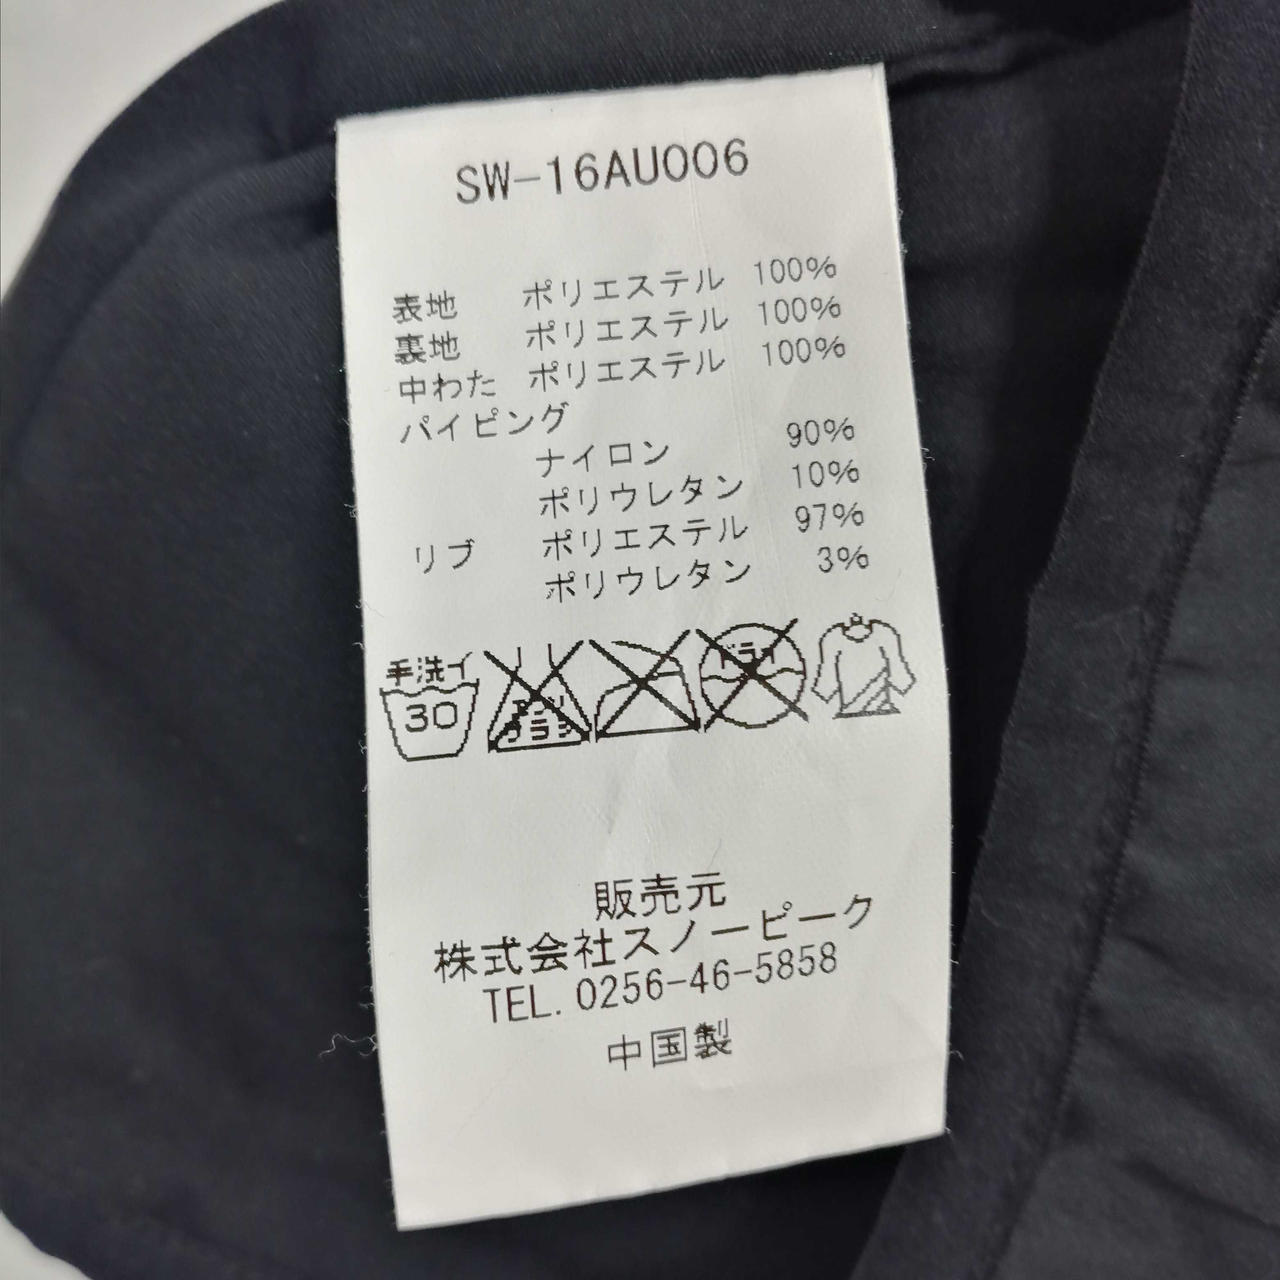 SW-16AU006
表地 ポリエステル 100%
裏地 ポリエステル 100%
中わた ポリエステル 100%
パイピング
ナイロン 90%
ポリウレタン 10%
リブ ポリエステル 97%
ポリウレタン 3%
手洗イ
30
ドライ
販売元
株式会社スノーピーク
TEL. 0256-46-5858
中国製